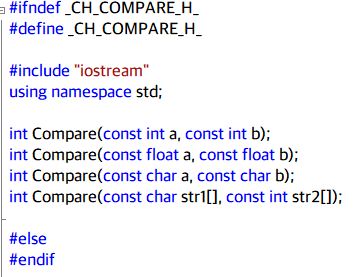 #ifndef _CH_COMPARE_H_
#define _CH_COMPARE_H_
#include "iostream"
using namespace std;
int Compare(const int a, const int b);
int Compare(const float a, const float b);
int Compare(const char a, const char b);
int Compare(const char str1[], const int str2[]);
#else
#endif